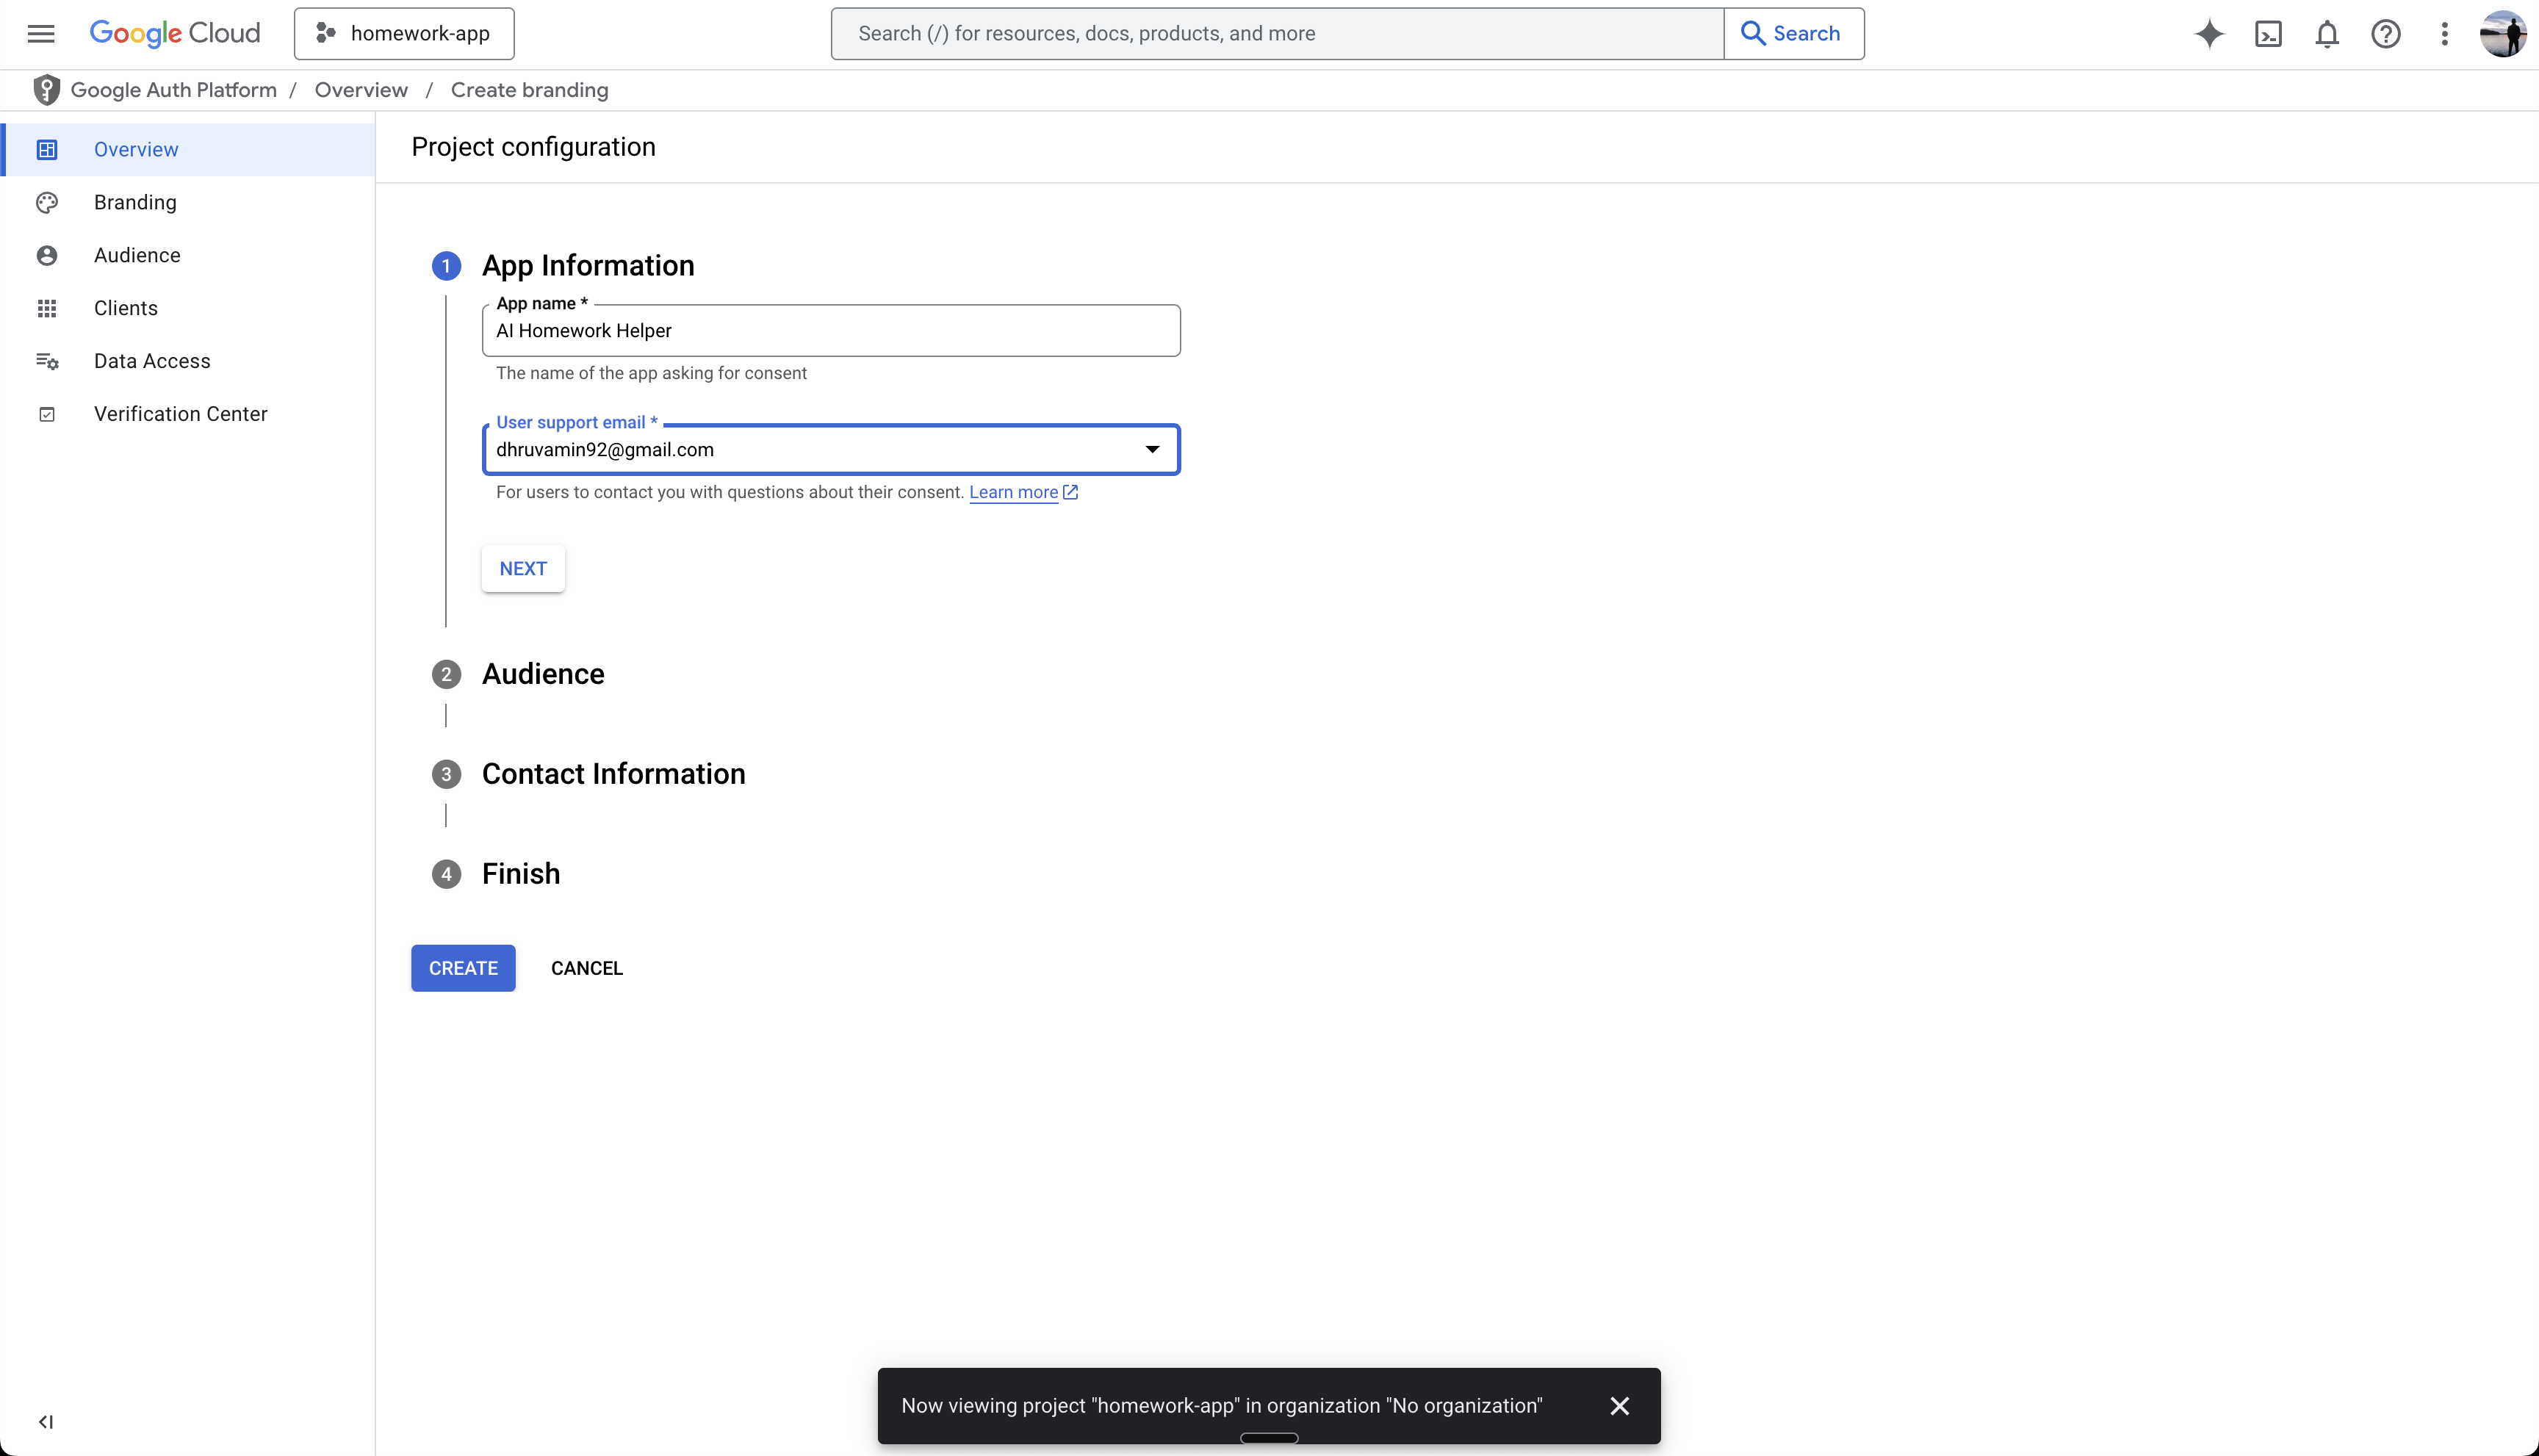 Google Cloud
homework-app
Search (/) for resources, docs, products, and more
Search
Google Auth Platform / Overview / Create branding
Overview
Branding
Audience
Clients
Data Access
Verification Center
Project configuration
1 App Information
App name *
AI Homework Helper
The name of the app asking for consent
User support email *
dhruvamin92@gmail.com
For users to contact you with questions about their consent. Learn more
NEXT
2 Audience
3 Contact Information
4 Finish
CREATE CANCEL
Now viewing project "homework-app" in organization "No organization"